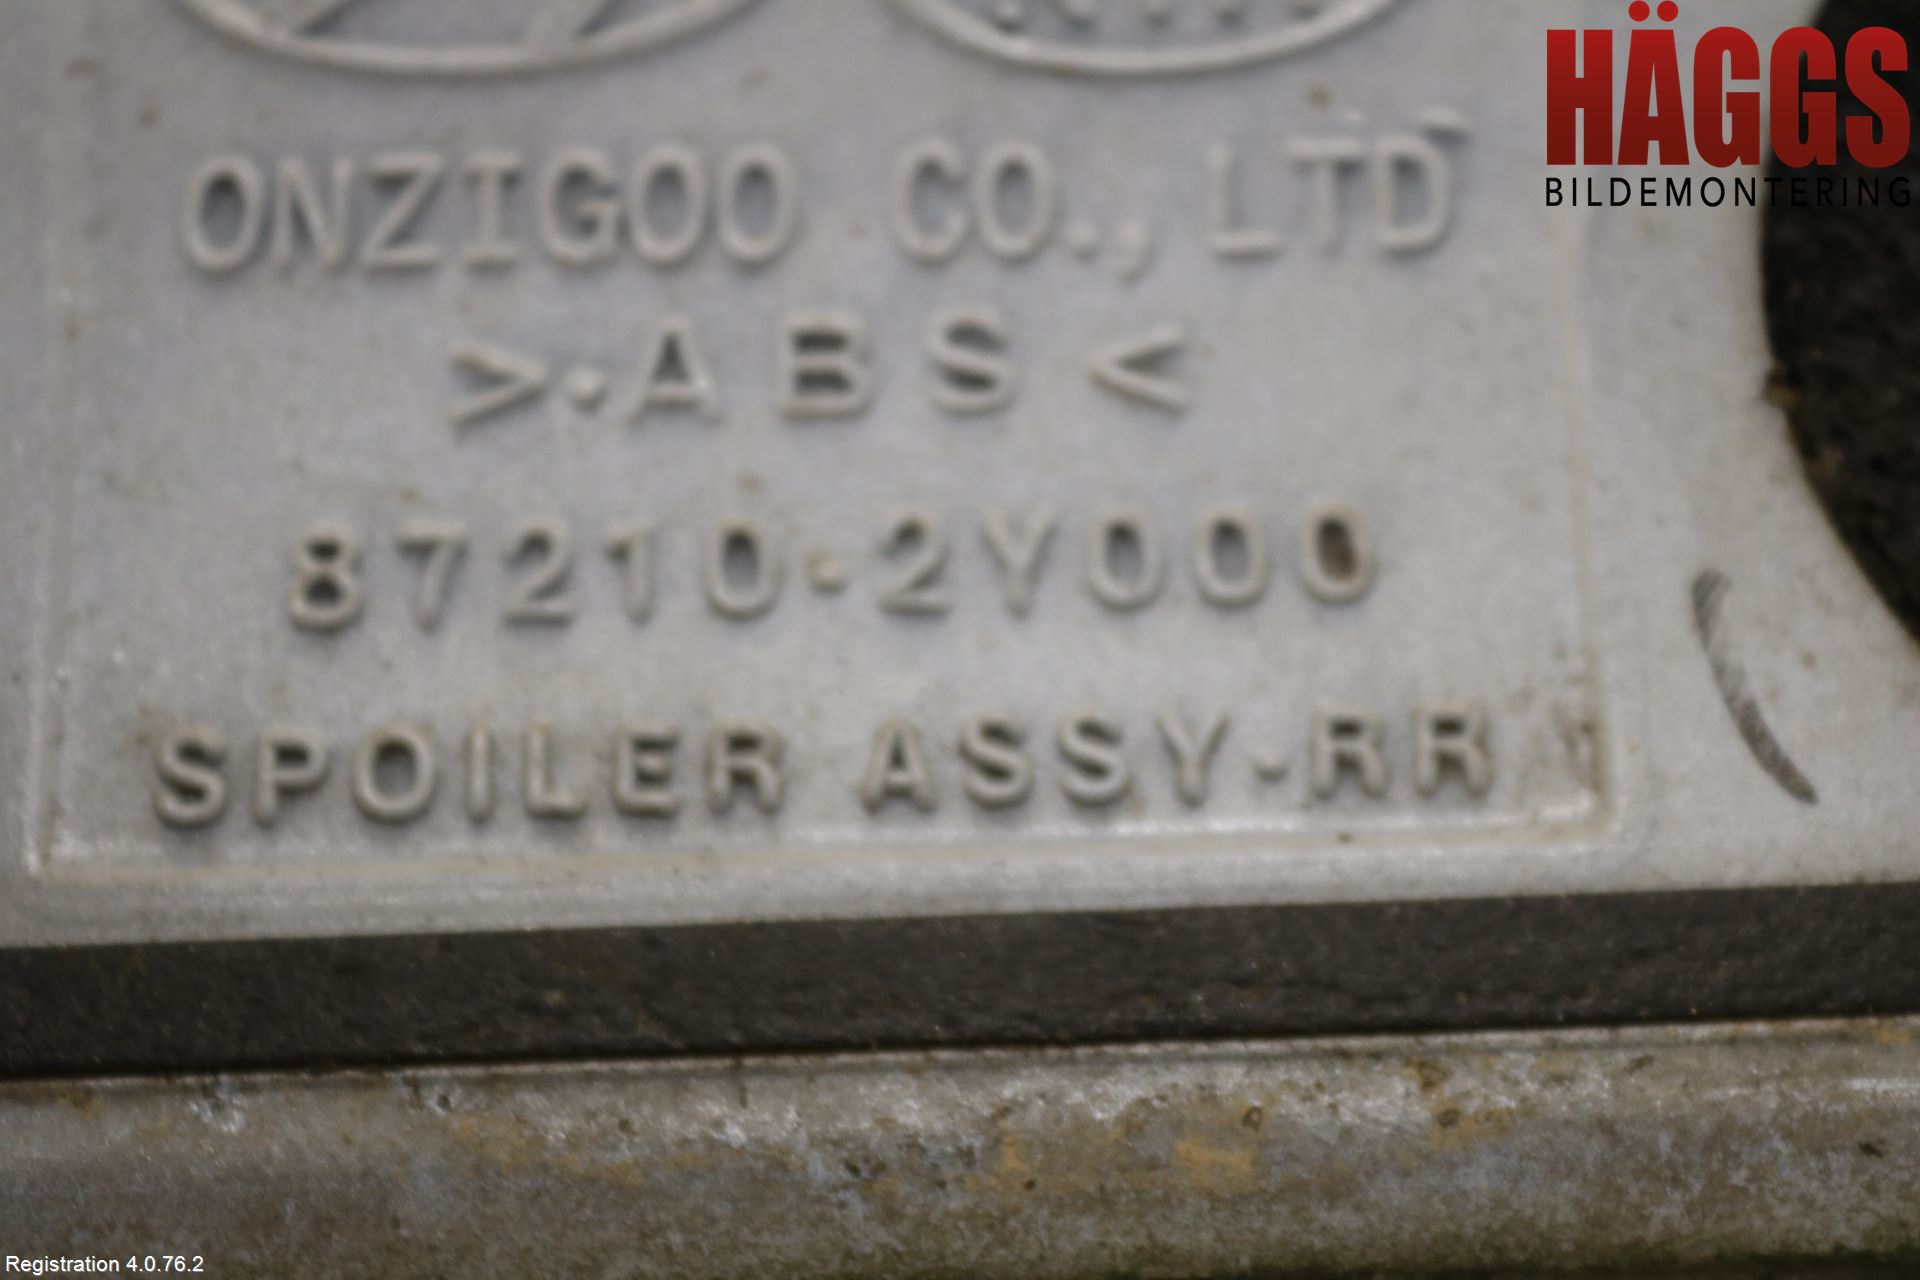 HÄGGS
BILDEMONTERING
ONZIGOO CO., LTD
>·ABS<
87210-2Y000
SPOILER ASSY-RR
Registration 4.0.76.2